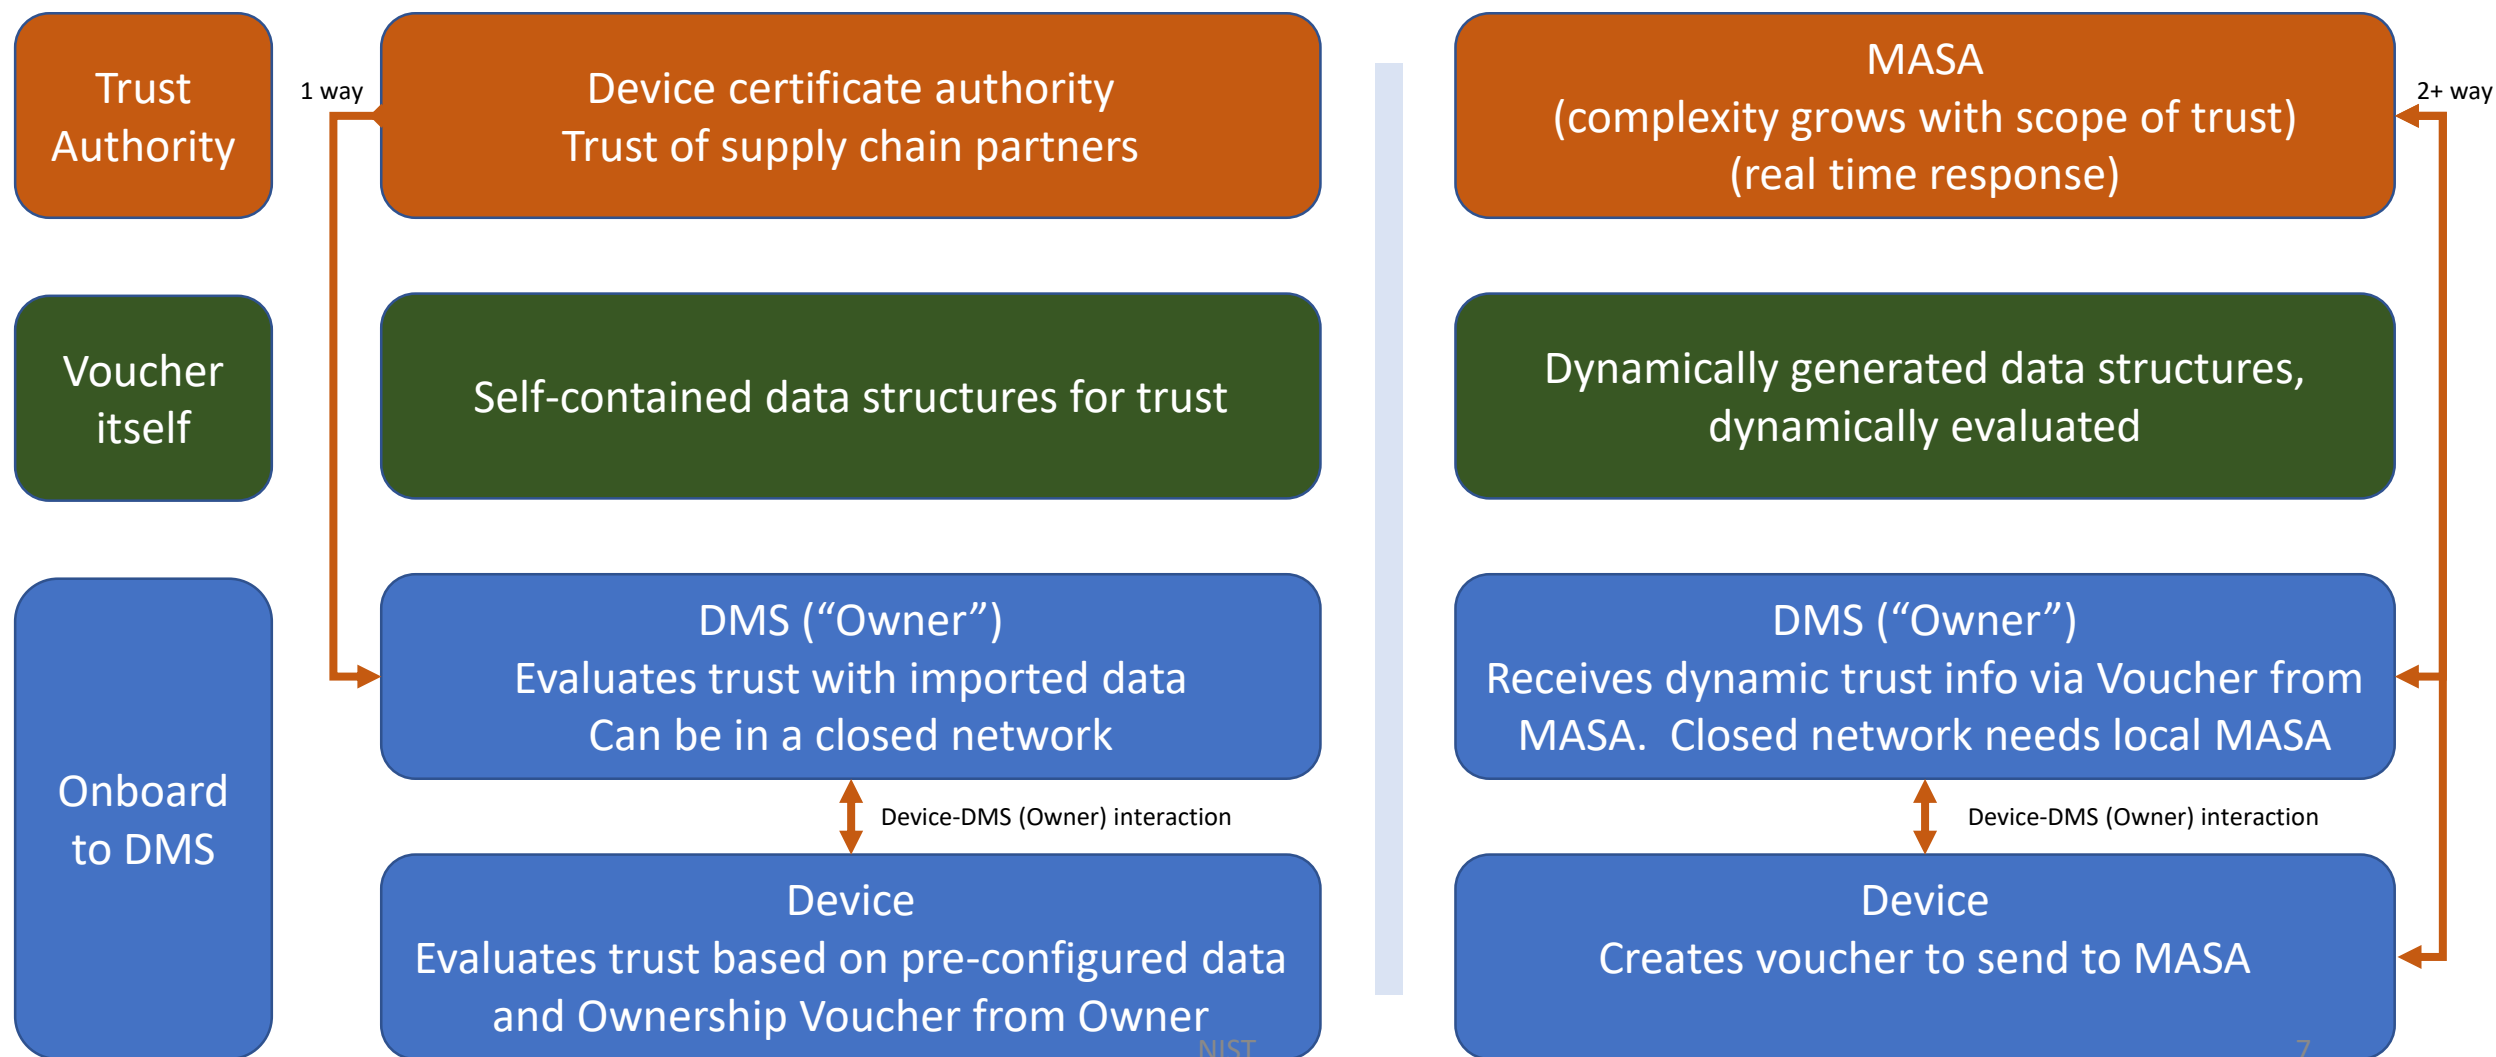 Trust
Authority
1 way
Device certificate authority
Trust of supply chain partners
MASA
(complexity grows with scope of trust)
(real time response)
2+ way
Voucher
itself
Self-contained data structures for trust
Dynamically generated data structures,
dynamically evaluated
Onboard
to DMS
DMS (“Owner”)
Evaluates trust with imported data
Can be in a closed network
DMS (“Owner”)
Receives dynamic trust info via Voucher from
MASA.  Closed network needs local MASA
Device-DMS (Owner) interaction
Device-DMS (Owner) interaction
Device
Evaluates trust based on pre-configured data
and Ownership Voucher from Owner
Device
Creates voucher to send to MASA
NIST
7